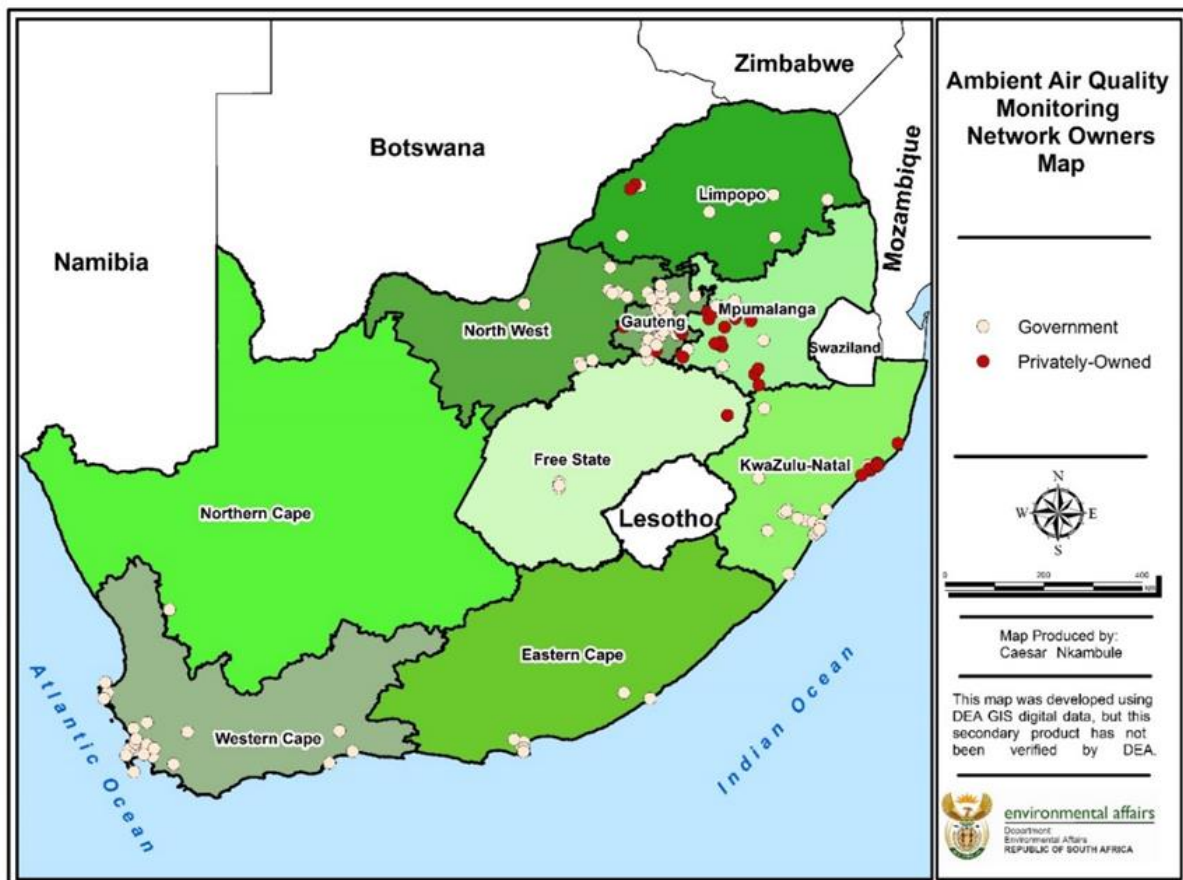 Zimbabwe
Botswana
Mozambique
Namibia
Limpopo
North West
Gauteng
Mpumalanga
Swaziland
Free State
KwaZulu-Natal
Lesotho
Northern Cape
Eastern Cape
Western Cape
Atlantic Ocean
Indian Ocean
Ambient Air Quality
Monitoring
Network Owners
Map
Government
Privately-Owned
N
W E
S
0 200 400
Map Produced by:
Caesar Nkambule
This map was developed using
DEA GIS digital data, but this
secondary product has not
been verified by DEA.
environmental affairs
Department:
Environmental Affairs
REPUBLIC OF SOUTH AFRICA